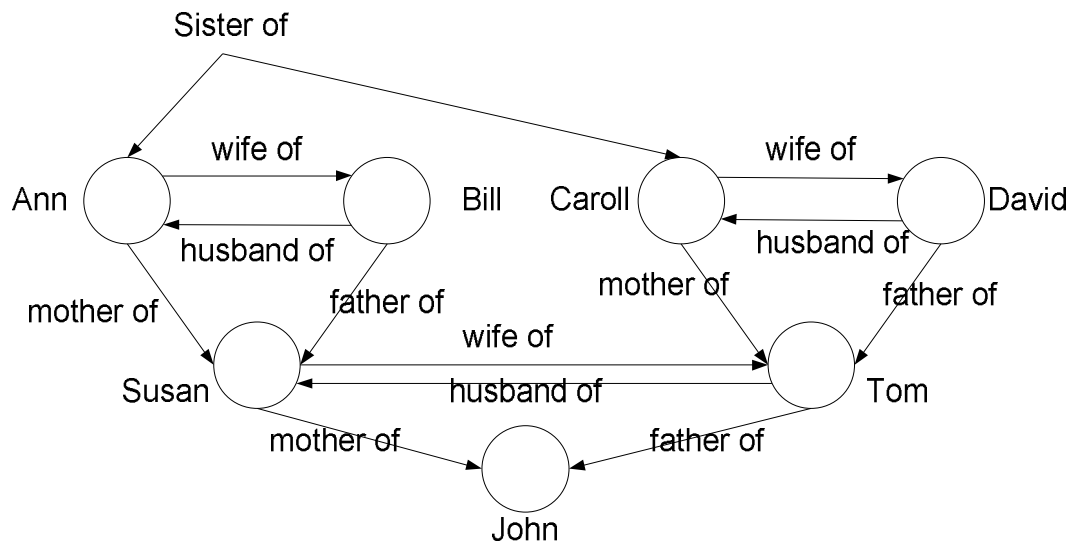 Sister of
wife of
wife of
Ann
Bill
Caroll
David
husband of
husband of
mother of
father of
mother of
father of
wife of
Susan
husband of
Tom
mother of
father of
John